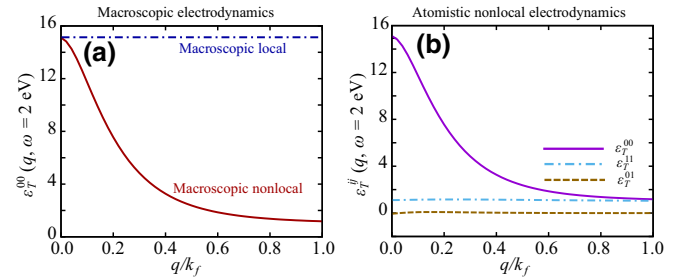 Macroscopic electrodynamics
(a)
Macroscopic local
Macroscopic nonlocal
ε_T^{00} (q, ω = 2 eV)
16
12
8
4
0
0.0 0.2 0.4 0.6 0.8 1.0
q/k_f
Atomistic nonlocal electrodynamics
(b)
ε_T^{00}
ε_T^{11}
ε_T^{01}
ε_T^{ij} (q, ω = 2 eV)
16
12
8
4
0
0.0 0.2 0.4 0.6 0.8 1.0
q/k_f